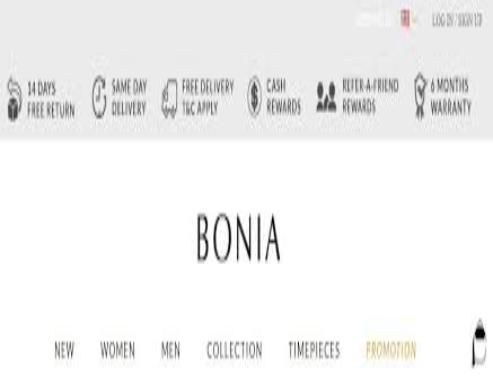 LOG IN / SIGN UP
14 DAYS
FREE RETURN
SAME DAY
DELIVERY
FREE DELIVERY
T&C APPLY
CASH
REWARDS
REFER-A-FRIEND
REWARDS
6 MONTHS
WARRANTY
BONIA
NEW WOMEN MEN COLLECTION TIMEPIECES PROMOTION